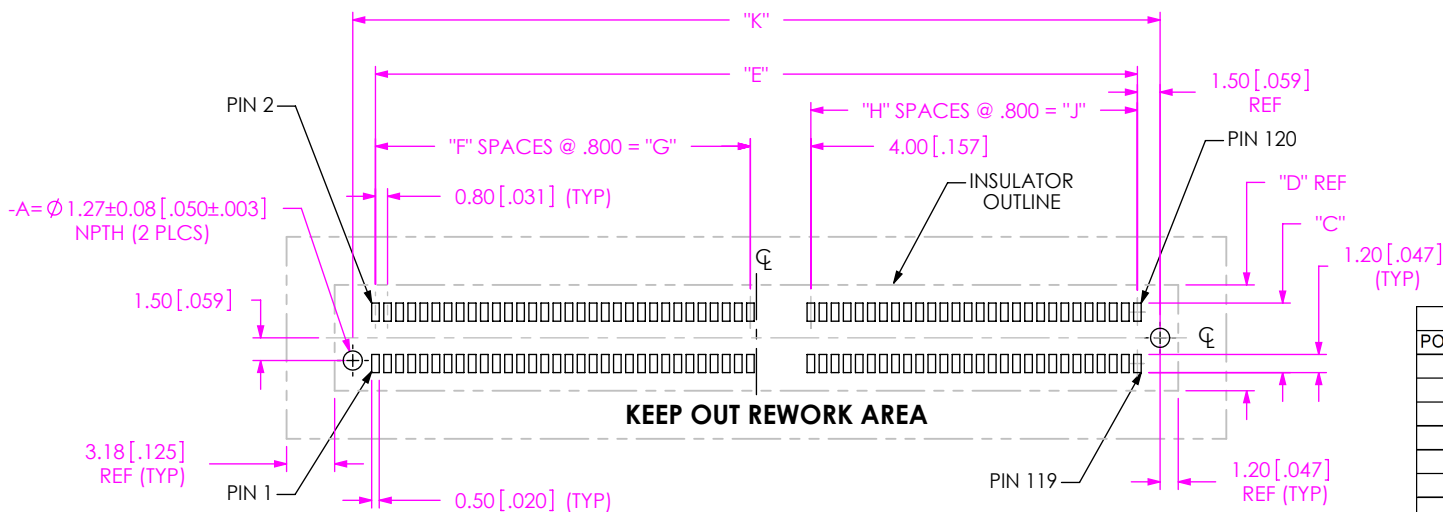 "K"
"E"
1.50 [.059]
REF
PIN 2
"H" SPACES @ .800 = "J"
"F" SPACES @ .800 = "G"
4.00 [.157]
PIN 120
0.80 [.031] (TYP)
INSULATOR
OUTLINE
"D" REF
-A= Ø 1.27±0.08 [.050±.003]
NPTH (2 PLCS)
"C"
1.20 [.047]
(TYP)
℄
1.50 [.059]
℄
PO
KEEP OUT REWORK AREA
3.18 [.125]
REF (TYP)
PIN 1
0.50 [.020] (TYP)
PIN 119
1.20 [.047]
REF (TYP)